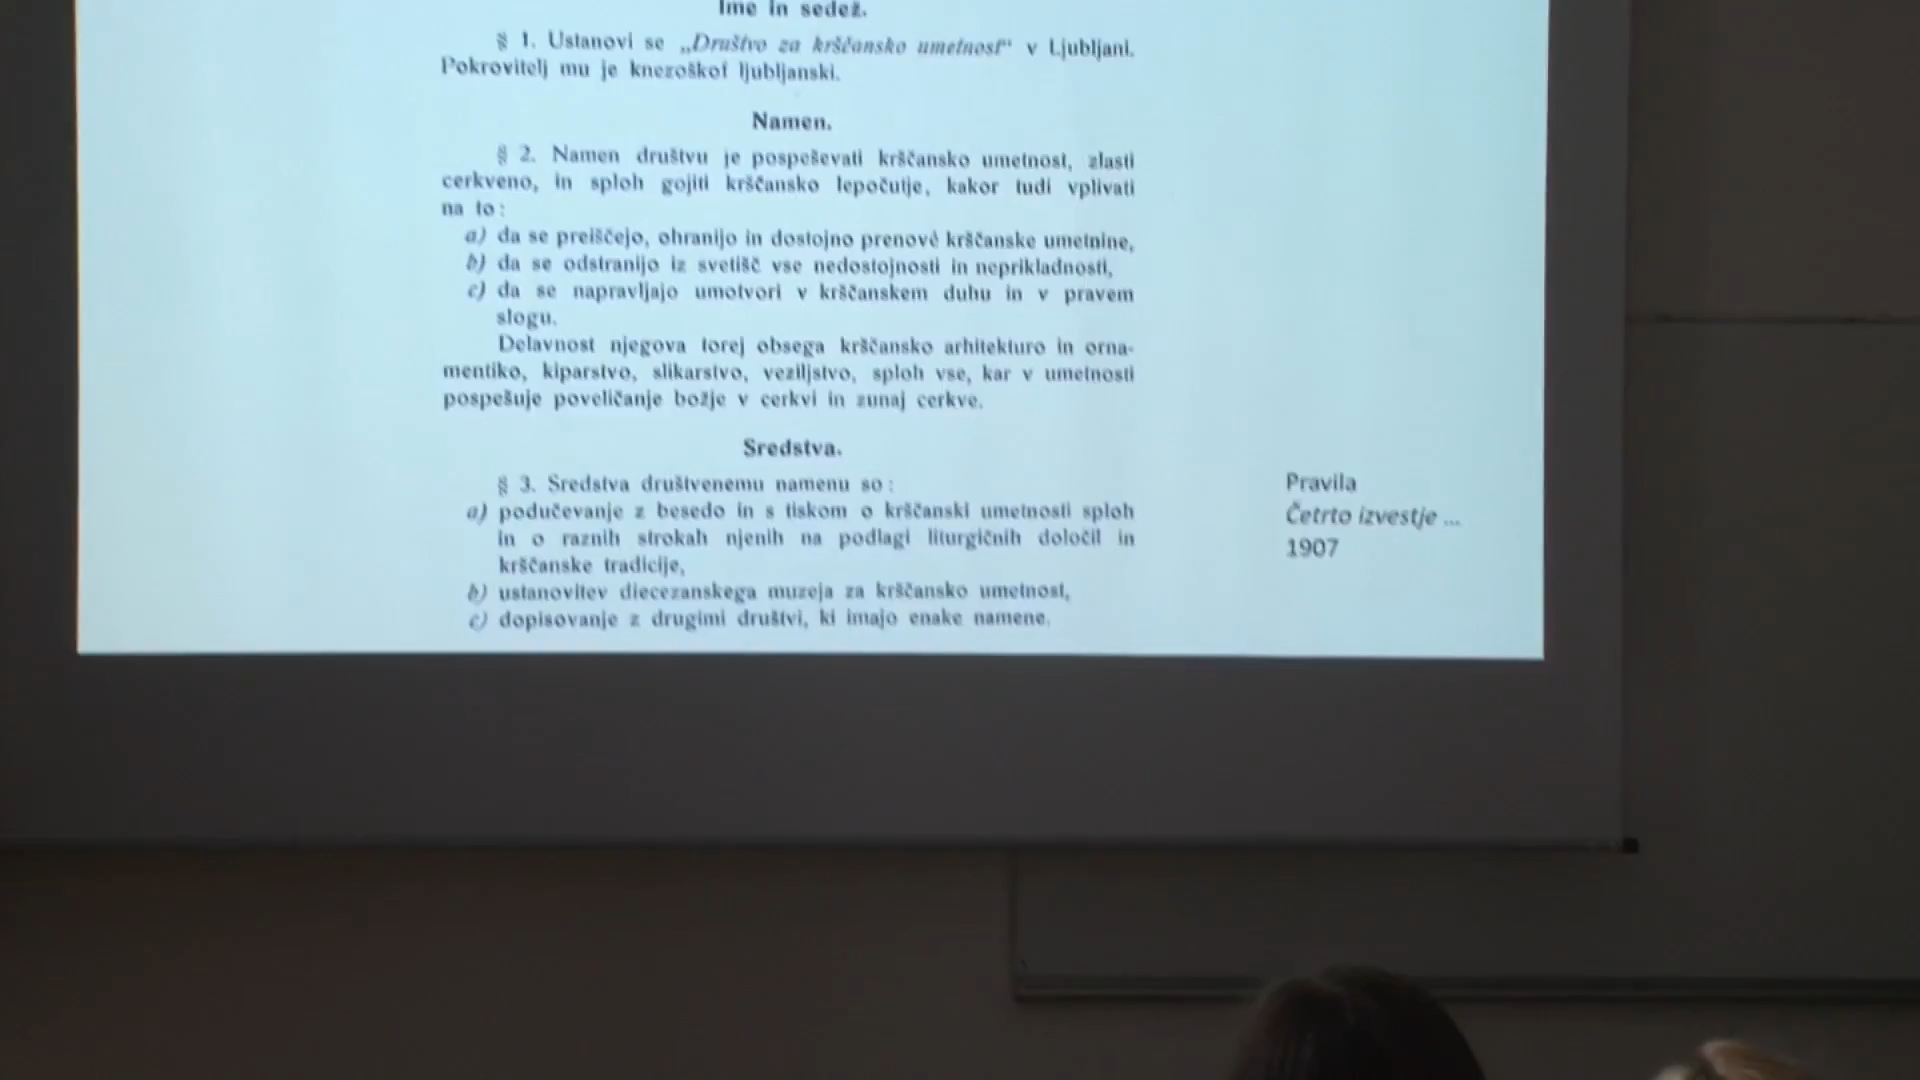 Ime in sedež.
§ 1. Ustanovi se „Društvo za krščansko umetnost“ v Ljubljani.
Pokrovitelj mu je knezoškof ljubljanski.
Namen.
§ 2. Namen društvu je pospeševati krščansko umetnost, zlasti
cerkveno, in sploh gojiti krščansko lepočutje, kakor tudi vplivati
na to:
a) da se preiščejo, ohranijo in dostojno prenové krščanske umetnine,
b) da se odstranijo iz svetišč vse nedostojnosti in neprikladnosti,
c) da se napravljajo umotvori v krščanskem duhu in v pravem
slogu.
Delavnost njegova torej obsega krščansko arhitekturo in orna-
mentiko, kiparstvo, slikarstvo, veziljstvo, sploh vse, kar v umetnosti
pospešuje poveličanje božje v cerkvi in zunaj cerkve.
Sredstva.
§ 3. Sredstva društvenemu namenu so:
a) podučevanje z besedo in s tiskom o krščanski umetnosti sploh
in o raznih strokah njenih na podlagi liturgičnih določil in
krščanske tradicije,
b) ustanovitev diecezanskega muzeja za krščansko umetnost,
c) dopisovanje z drugimi društvi, ki imajo enake namene.
Pravila
Četrto izvestje ...
1907